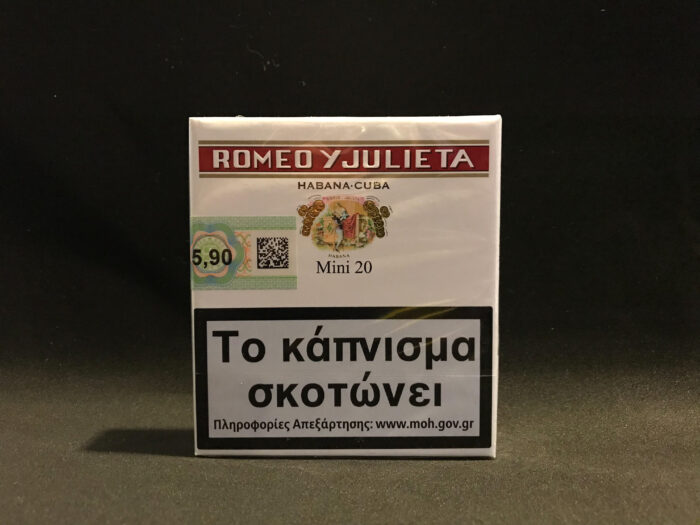 ROMEO Y JULIETA
HABANA·CUBA
HABANA
5,90
Mini 20
Το κάπνισμα
σκοτώνει
Πληροφορίες Απεξάρτησης: www.moh.gov.gr